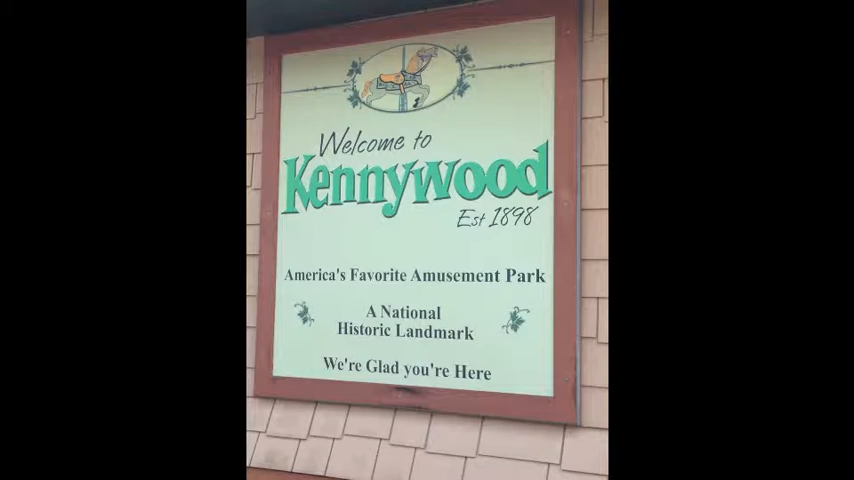 Welcome to
Kennywood
Est 1898
America's Favorite Amusement Park
A National
Historic Landmark
We're Glad you're Here